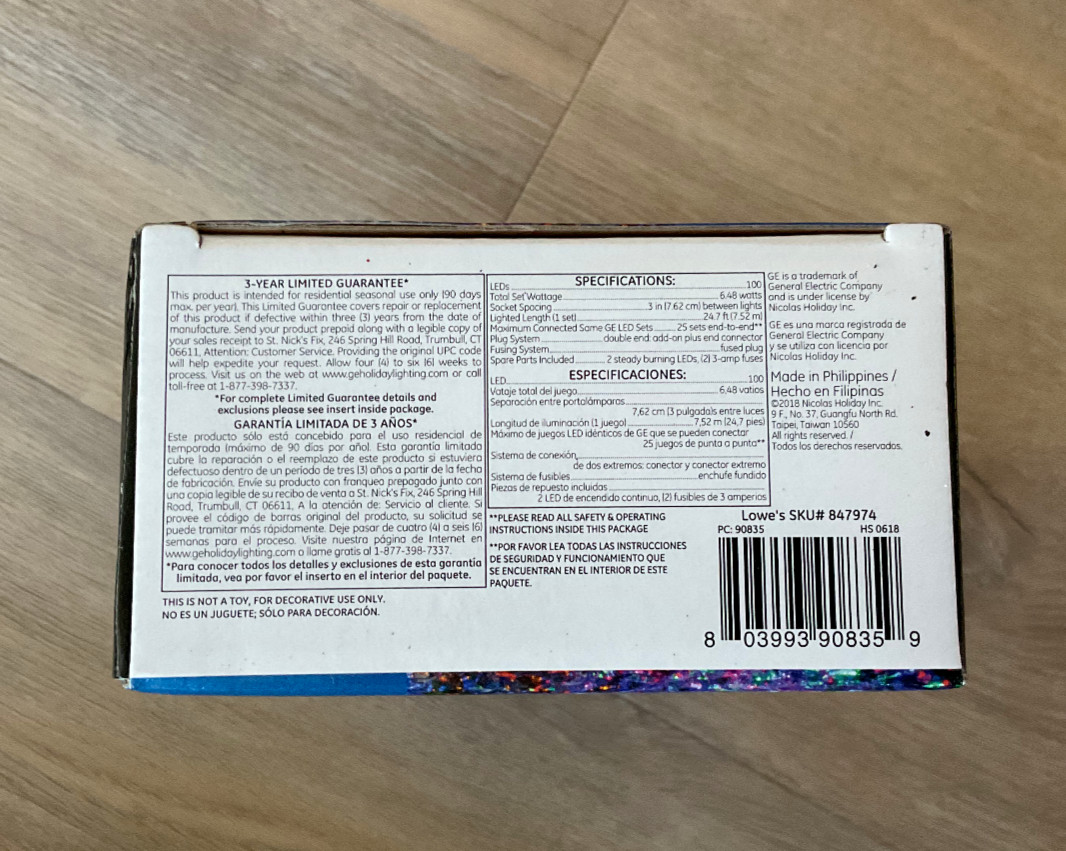 3-YEAR LIMITED GUARANTEE*
This product is intended for residential seasonal use only (90 days
max. per year). This Limited Guarantee covers repair or replacement
of this product if defective within three (3) years from the date of
manufacture. Send your product prepaid along with a legible copy of
your sales receipt to St. Nick's Fix, 246 Spring Hill Road, Trumbull, CT
06611, Attention: Customer Service. Providing the original UPC code
will help expedite your request. Allow four (4) to six (6) weeks to
process. Visit us on the web at www.geholidaylighting.com or call
toll-free at 1-877-398-7337.
*For complete Limited Guarantee details and
exclusions please see insert inside package.
GARANTÍA LIMITADA DE 3 AÑOS*
Este producto sólo está concebido para el uso residencial de
temporada (máximo de 90 días por año). Esta garantía limitada
cubre la reparación o el reemplazo de este producto si estuviera
defectuoso dentro de un período de tres (3) años a partir de la fecha
de fabricación. Envíe su producto con franqueo prepagado junto con
una copia legible de su recibo de venta a St. Nick's Fix, 246 Spring Hill
Road, Trumbull, CT 06611, A la atención de: Servicio al cliente. Si
provee el código de barras original del producto, su solicitud se
puede tramitar más rápidamente. Deje pasar de cuatro (4) a seis (6)
semanas para el proceso. Visite nuestra página de Internet en
www.geholidaylighting.com o llame gratis al 1-877-398-7337.
*Para conocer todos los detalles y exclusiones de esta garantía
limitada, vea por favor el inserto en el interior del paquete.
THIS IS NOT A TOY, FOR DECORATIVE USE ONLY.
NO ES UN JUGUETE; SÓLO PARA DECORACIÓN.
SPECIFICATIONS:
LEDs 100
Total Set Wattage 6.48 watts
Socket Spacing 3 in (7.62 cm) between lights
Lighted Length (1 set) 24.7 ft (7.52 m)
Maximum Connected Same GE LED Sets 25 sets end-to-end**
Plug System double end: add-on plus end connector
Fusing System fused plug
Spare Parts Included 2 steady burning LEDs, (2) 3-amp fuses
ESPECIFICACIONES:
LED 100
Vataje total del juego 6,48 vatios
Separación entre portalámparas
7,62 cm (3 pulgadas entre luces
Longitud de iluminación (1 juego) 7,52 m (24,7 pies)
Máximo de juegos LED idénticos de GE que se pueden conectar
25 juegos de punta a punta**
Sistema de conexión
de dos extremos: conector y conector extremo
Sistema de fusibles enchufe fundido
Piezas de repuesto incluidas
2 LED de encendido continuo, (2) fusibles de 3 amperios
**PLEASE READ ALL SAFETY & OPERATING
INSTRUCTIONS INSIDE THIS PACKAGE
**POR FAVOR LEA TODAS LAS INSTRUCCIONES
DE SEGURIDAD Y FUNCIONAMIENTO QUE
SE ENCUENTRAN EN EL INTERIOR DE ESTE
PAQUETE.
GE is a trademark of
General Electric Company
and is under license by
Nicolas Holiday Inc.
GE es una marca registrada de
General Electric Company
y se utiliza con licencia por
Nicolas Holiday Inc.
Made in Philippines /
Hecho en Filipinas
©2018 Nicolas Holiday Inc.
9 F., No. 37, Guangfu North Rd.
Taipei, Taiwan 10560
All rights reserved. /
Todos los derechos reservados.
Lowe's SKU# 847974
PC: 90835 HS 0618
8 03993 90835 9